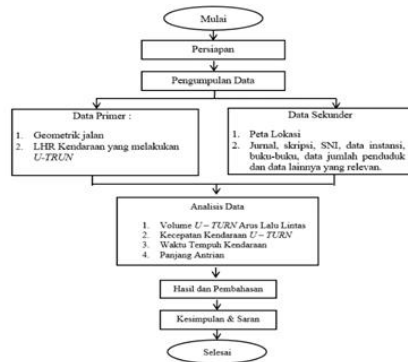 Mulai
Persiapan
Pengumpulan Data
Data Primer :
1. Geometrik jalan
2. LHR Kendaraan yang melakukan
U-TRUN
Data Sekunder
1. Peta Lokasi
2. Jurnal, skripsi, SNI, data instansi,
buku-buku, data jumlah penduduk
dan data lainnya yang relevan.
Analisis Data
1. Volume U – TURN Arus Lalu Lintas
2. Kecepatan Kendaraan U – TURN
3. Waktu Tempuh Kendaraan
4. Panjang Antrian
Hasil dan Pembahasan
Kesimpulan & Saran
Selesai